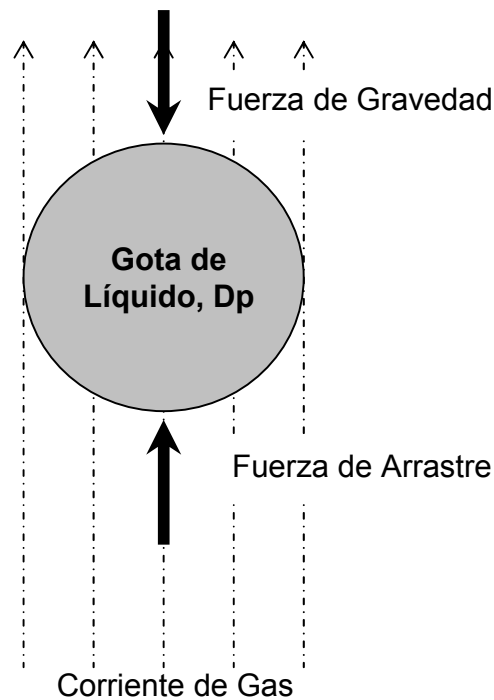 Fuerza de Gravedad
Gota de
Líquido, Dp
Fuerza de Arrastre
Corriente de Gas